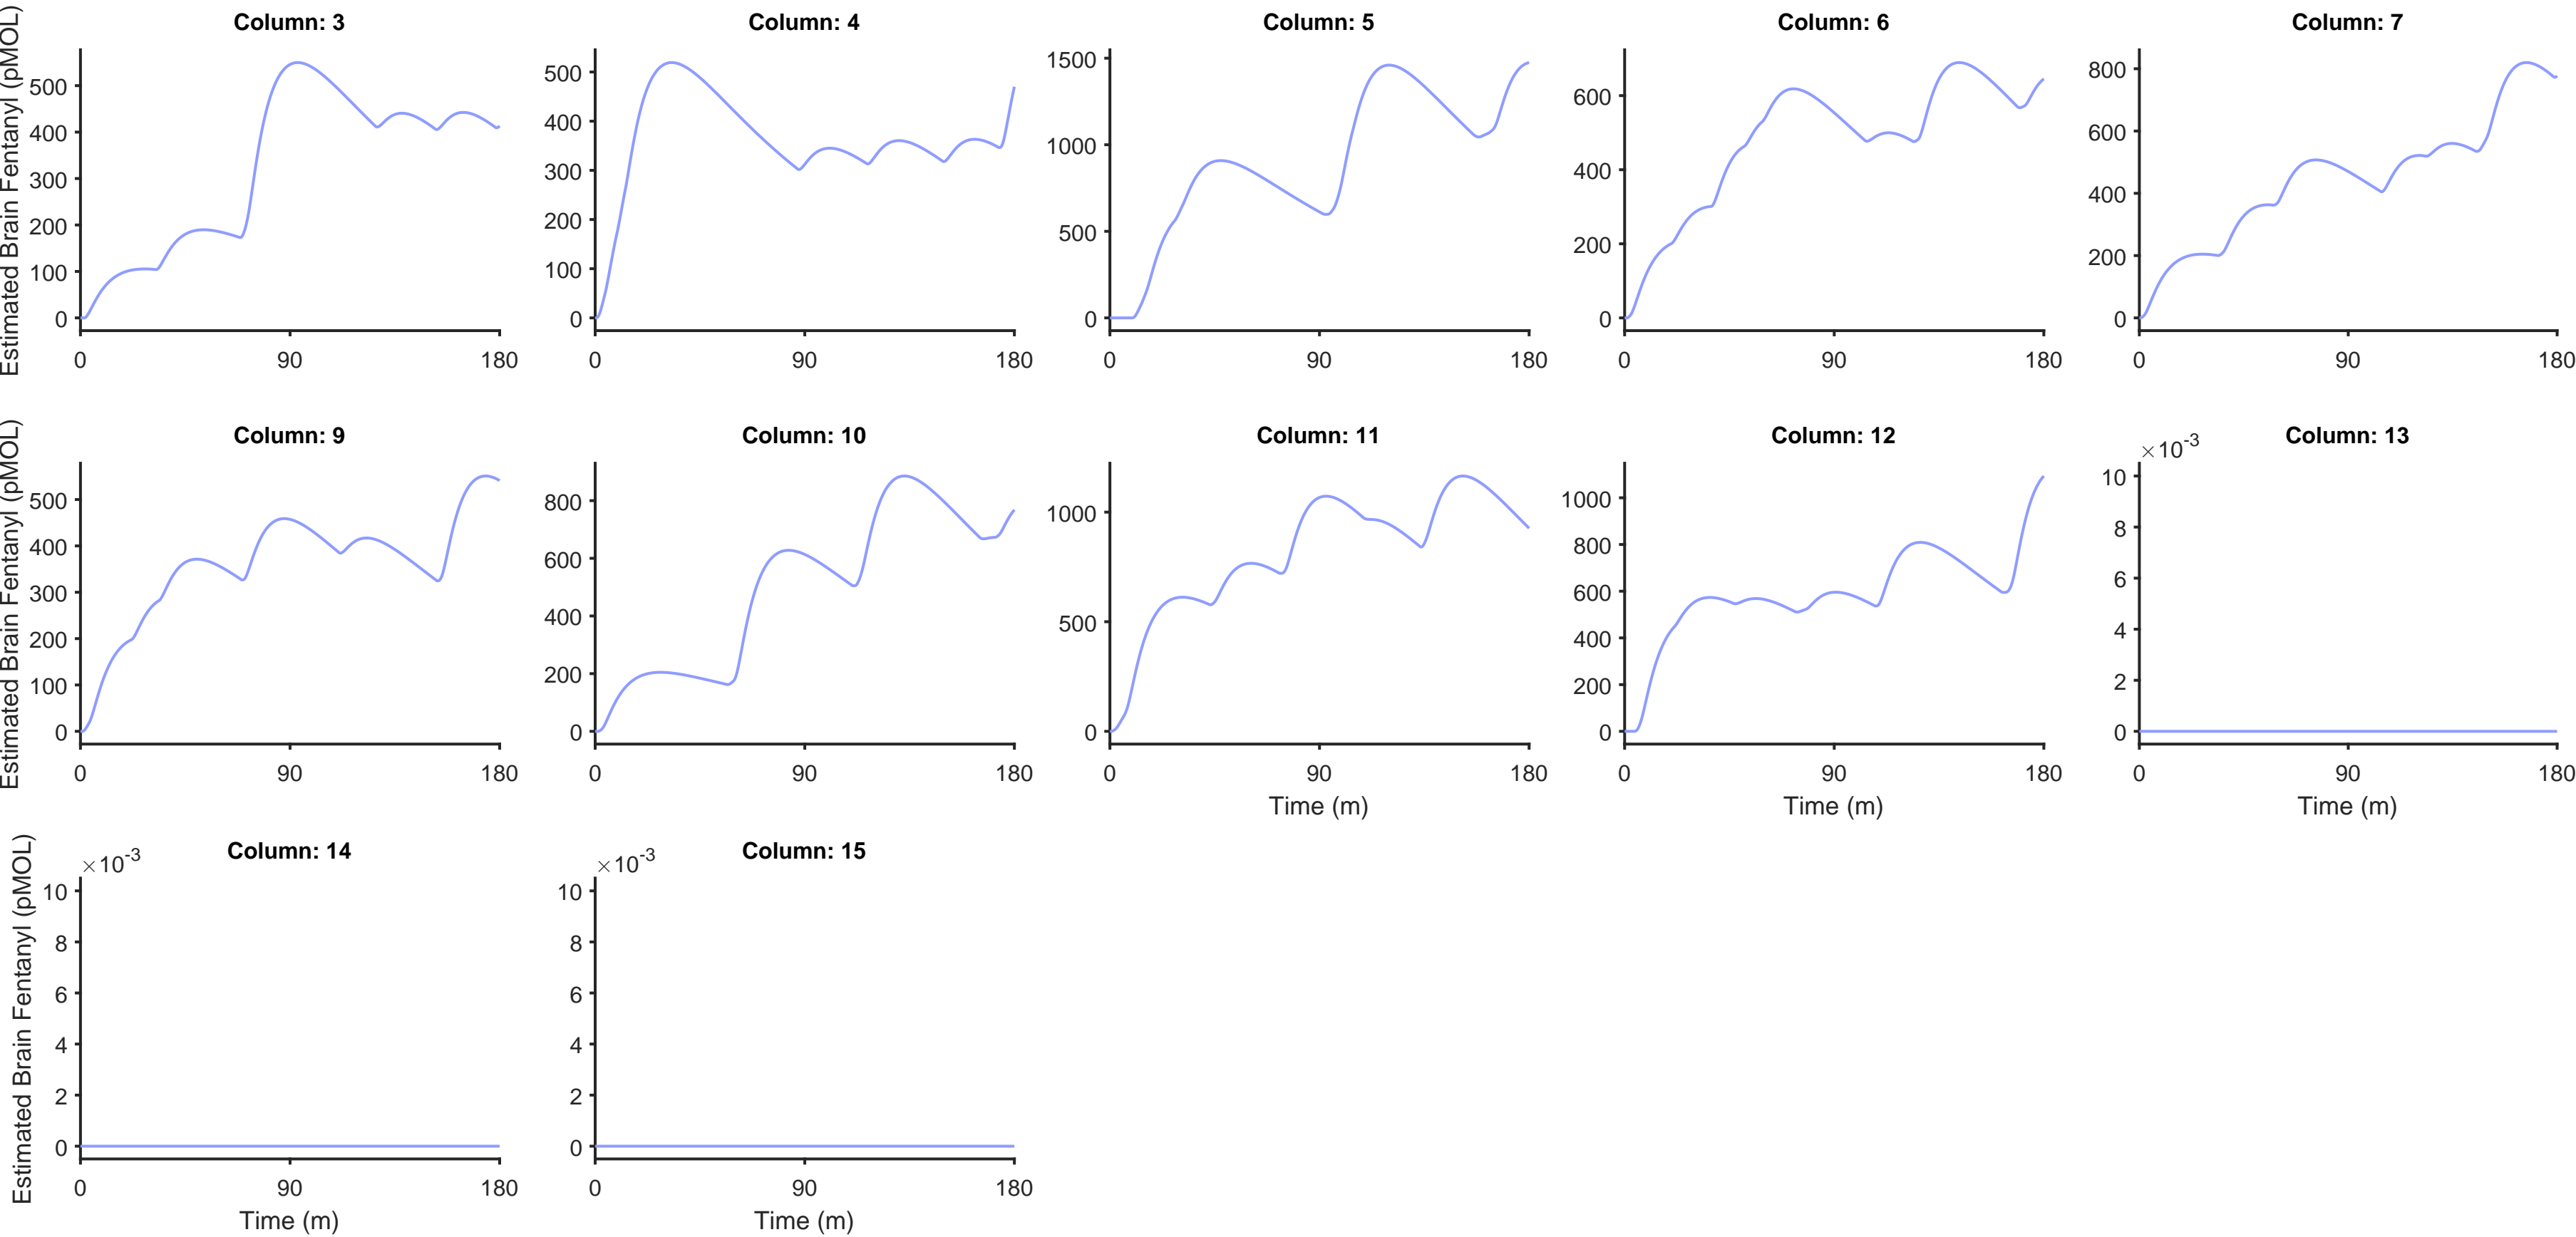 Column: 3
Column: 4
Column: 5
Column: 6
Column: 7
Estimated Brain Fentanyl (pMOL)
500
400
300
200
100
0
0 90 180
500
400
300
200
100
0
0 90 180
1500
1000
500
0
0 90 180
600
400
200
0
0 90 180
800
600
400
200
0
0 90 180
Column: 9
Column: 10
Column: 11
Column: 12
Column: 13
Estimated Brain Fentanyl (pMOL)
500
400
300
200
100
0
0 90 180
800
600
400
200
0
0 90 180
1000
500
0
0 90 180
Time (m)
1000
800
600
400
200
0
0 90 180
Time (m)
×10-3
10
8
6
4
2
0
0 90 180
Time (m)
Column: 14
Column: 15
Estimated Brain Fentanyl (pMOL)
×10-3
10
8
6
4
2
0
0 90 180
Time (m)
×10-3
10
8
6
4
2
0
0 90 180
Time (m)